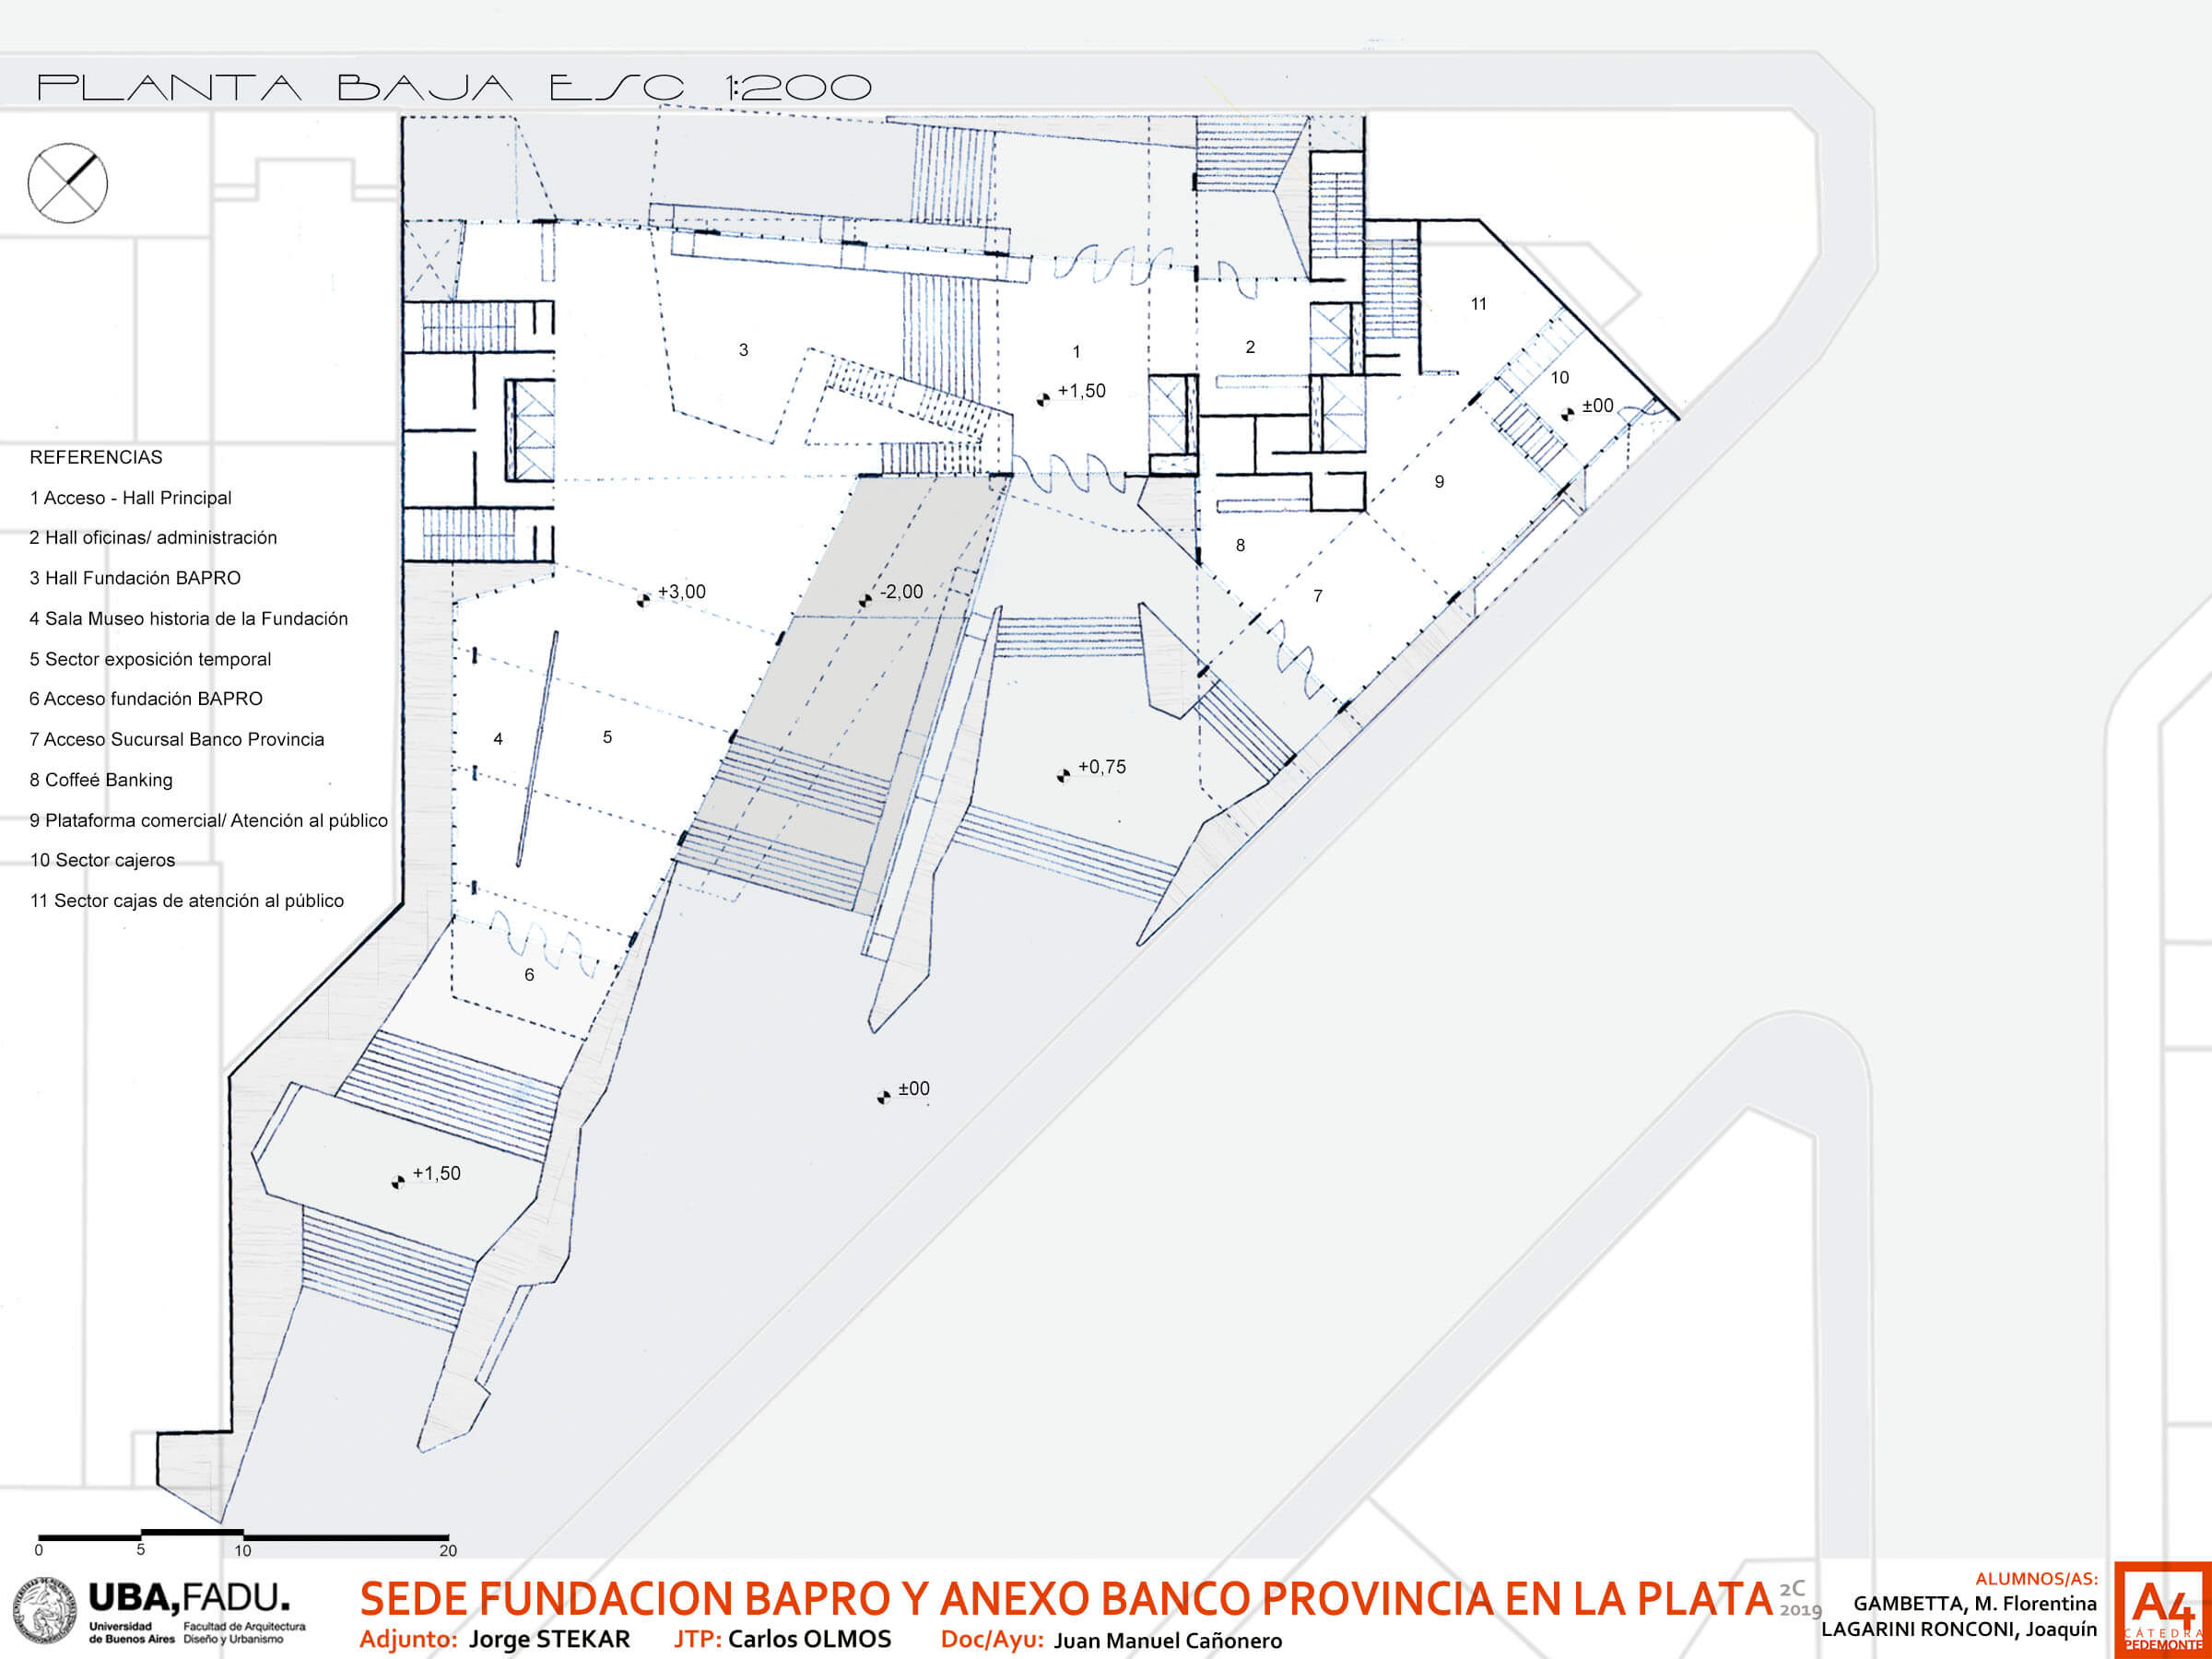 PLANTA BAJA ESC 1:200
REFERENCIAS
1 Acceso - Hall Principal
2 Hall oficinas/ administración
3 Hall Fundación BAPRO
4 Sala Museo historia de la Fundación
5 Sector exposición temporal
6 Acceso fundación BAPRO
7 Acceso Sucursal Banco Provincia
8 Coffeé Banking
9 Plataforma comercial/ Atención al público
10 Sector cajeros
11 Sector cajas de atención al público
11
3
1
2
10
+1,50
±00
9
8
+3,00
-2,00
7
4
5
+0,75
6
±00
+1,50
0 5 10 20
UBA,FADU.
Universidad de Buenos Aires
Facultad de Arquitectura Diseño y Urbanismo
SEDE FUNDACION BAPRO Y ANEXO BANCO PROVINCIA EN LA PLATA
2C
2019
Adjunto: Jorge STEKAR JTP: Carlos OLMOS Doc/Ayu: Juan Manuel Cañonero
ALUMNOS/AS:
GAMBETTA, M. Florentina
LAGARINI RONCONI, Joaquín
A4
CÁTEDRA
PEDEMONTE